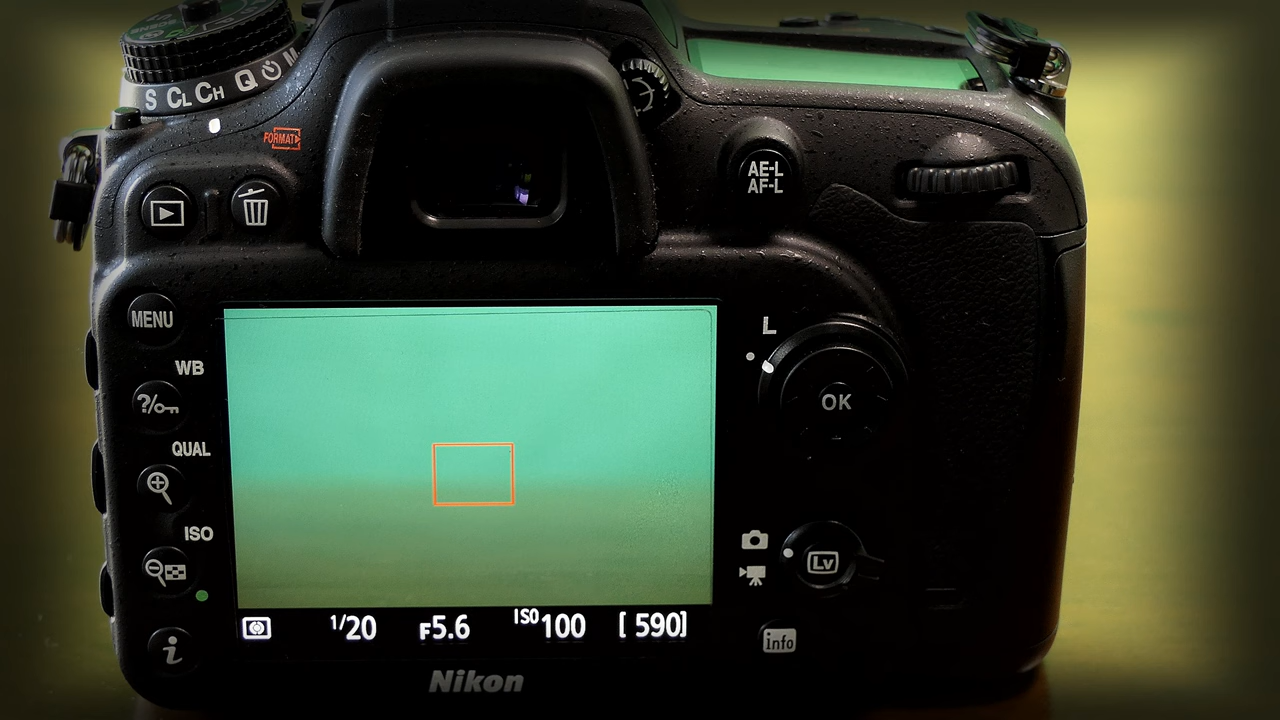 S CL CH Q M
FORMAT
AE-L
AF-L
MENU
WB
?
QUAL
ISO
i
L
OK
Lv
info
1/20 F5.6 ISO100 [ 590]
Nikon